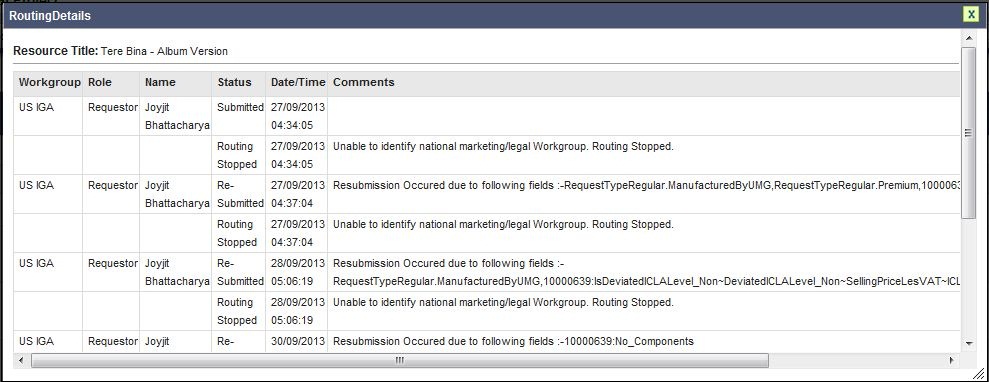 RoutingDetails X
Resource Title: Tere Bina - Album Version
Workgroup Role Name Status Date/Time Comments
US IGA Requestor Joyjit Submitted 27/09/2013
Bhattacharya 04:34:05
Routing 27/09/2013 Unable to identify national marketing/legal Workgroup. Routing Stopped.
Stopped 04:34:05
US IGA Requestor Joyjit Re- 27/09/2013 Resubmission Occured due to following fields :-RequestTypeRegular.ManufacturedByUMG,RequestTypeRegular.Premium,1000063
Bhattacharya Submitted 04:37:04
Routing 27/09/2013 Unable to identify national marketing/legal Workgroup. Routing Stopped.
Stopped 04:37:04
US IGA Requestor Joyjit Re- 28/09/2013 Resubmission Occured due to following fields :-
Bhattacharya Submitted 05:06:19 RequestTypeRegular.ManufacturedByUMG,10000639:IsDeviatedICLALevel_Non~DeviatedICLALevel_Non~SellingPriceLesVAT~ICL
Routing 28/09/2013 Unable to identify national marketing/legal Workgroup. Routing Stopped.
Stopped 05:06:19
US IGA Requestor Joyjit Re- 30/09/2013 Resubmission Occured due to following fields :-10000639:No_Components